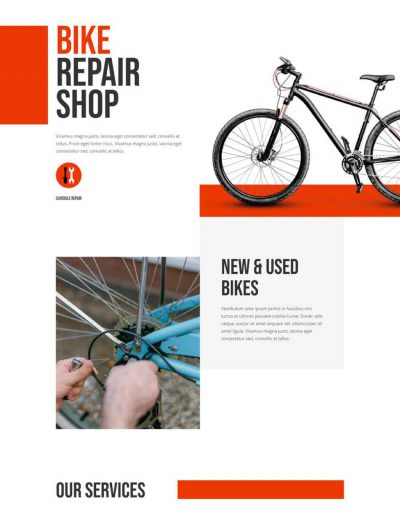 BIKE
REPAIR
SHOP
Vivamus magna justo, lacinia eget consectetur sed, convallis at
tellus. Proin eget tortor risus. Vivamus magna justo, lacinia eget
consectetur sed, convallis at tellus.
SCHEDULE REPAIR
NEW & USED
BIKES
Vestibulum ante ipsum primis in faucibus orci
luctus et ultrices posuere cubilia Curae; Donec velit
neque, auctor sit amet aliquam vel, ullamcorper sit
amet ligula. Vivamus magna justo, lacinia eget
consectetur sed, convallis at tellus.
OUR SERVICES